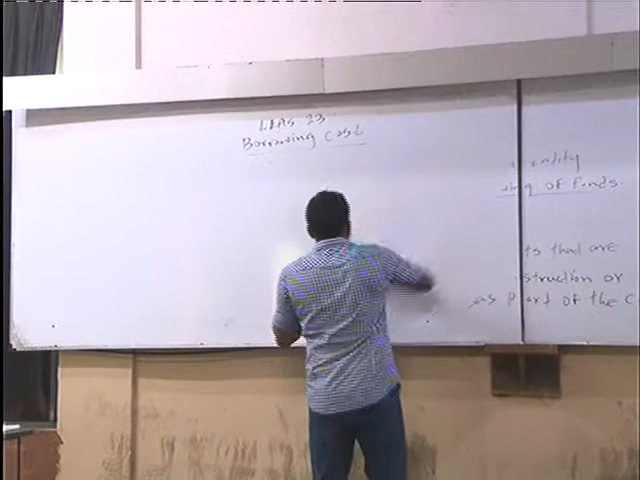 LKAS 23
Borrowing Cost
entity
ing of Funds.
ts that are
struction or
as part of the C